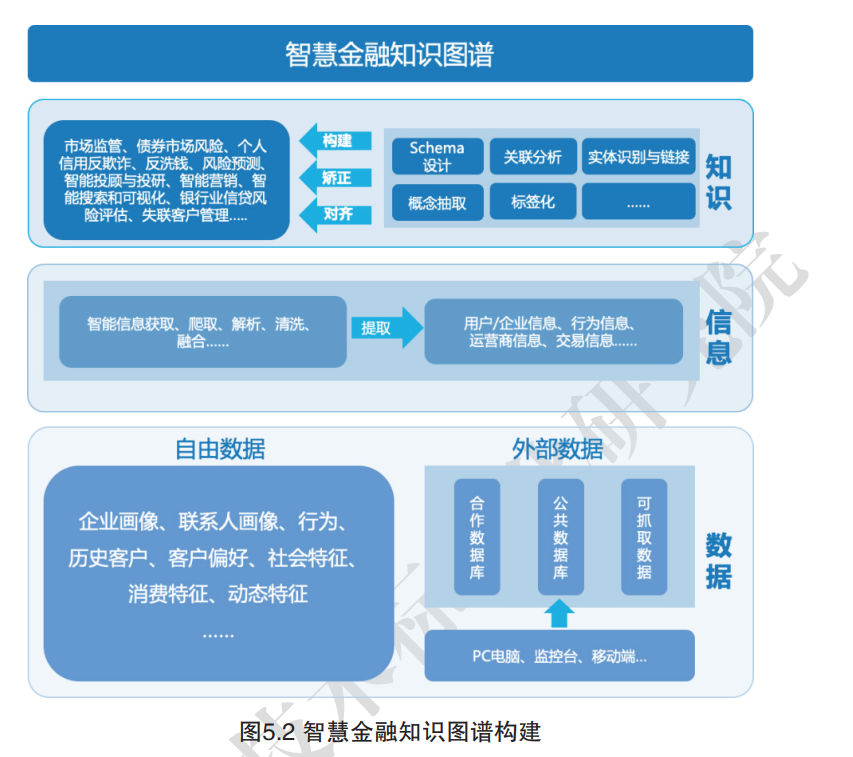 智慧金融知识图谱
市场监管、债券市场风险、个人
信用反欺诈、反洗钱、风险预测、
智能投顾与投研、智能营销、智
能搜索和可视化、银行业信贷风
险评估、失联客户管理.....
构建
矫正
对齐
Schema
设计
关联分析
实体识别与链接
概念抽取
标签化
......
知
识
智能信息获取、爬取、解析、清洗、
融合......
提取
用户/企业信息、行为信息、
运营商信息、交易信息......
信
息
自由数据
企业画像、联系人画像、行为、
历史客户、客户偏好、社会特征、
消费特征、动态特征
......
外部数据
合作数据库
公共数据库
可抓取数据
PC电脑、监控台、移动端...
数
据
图5.2 智慧金融知识图谱构建